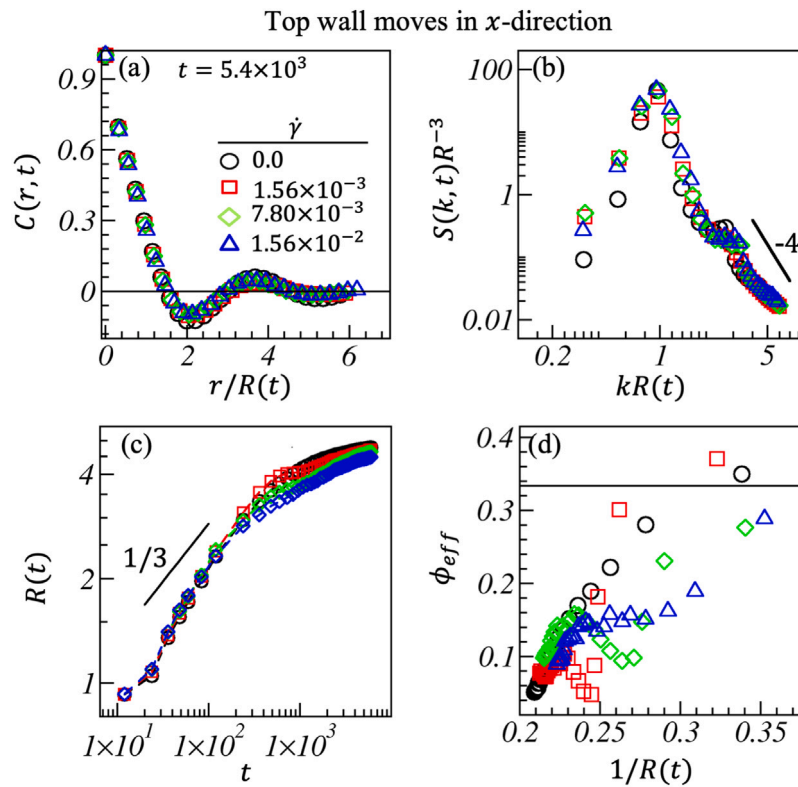 Top wall moves in x-direction
(a)
t = 5.4×10³
γ̇
0.0
1.56×10⁻³
7.80×10⁻³
1.56×10⁻²
C(r, t)
0.9
0.6
0.3
0
0 2 4 6
r/R(t)
(b)
S(k, t)R⁻³
100
1
0.01
-4
0.2 1 5
kR(t)
(c)
R(t)
4
2
1
1/3
1×10¹ 1×10² 1×10³
t
(d)
ϕeff
0.4
0.3
0.2
0.1
0.2 0.25 0.3 0.35
1/R(t)